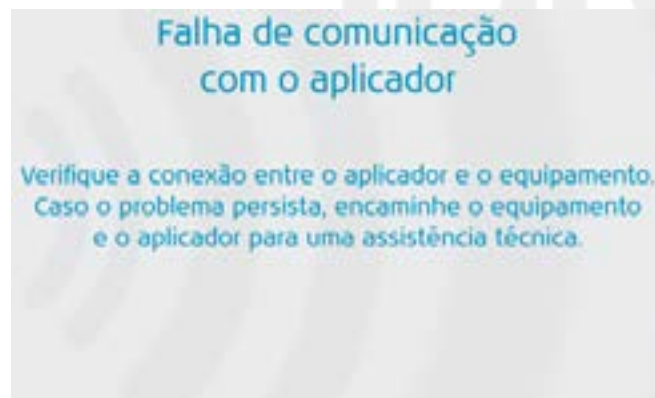 Falha de comunicação
com o aplicador
Verifique a conexão entre o aplicador e o equipamento.
Caso o problema persista, encaminhe o equipamento
e o aplicador para uma assistência técnica.